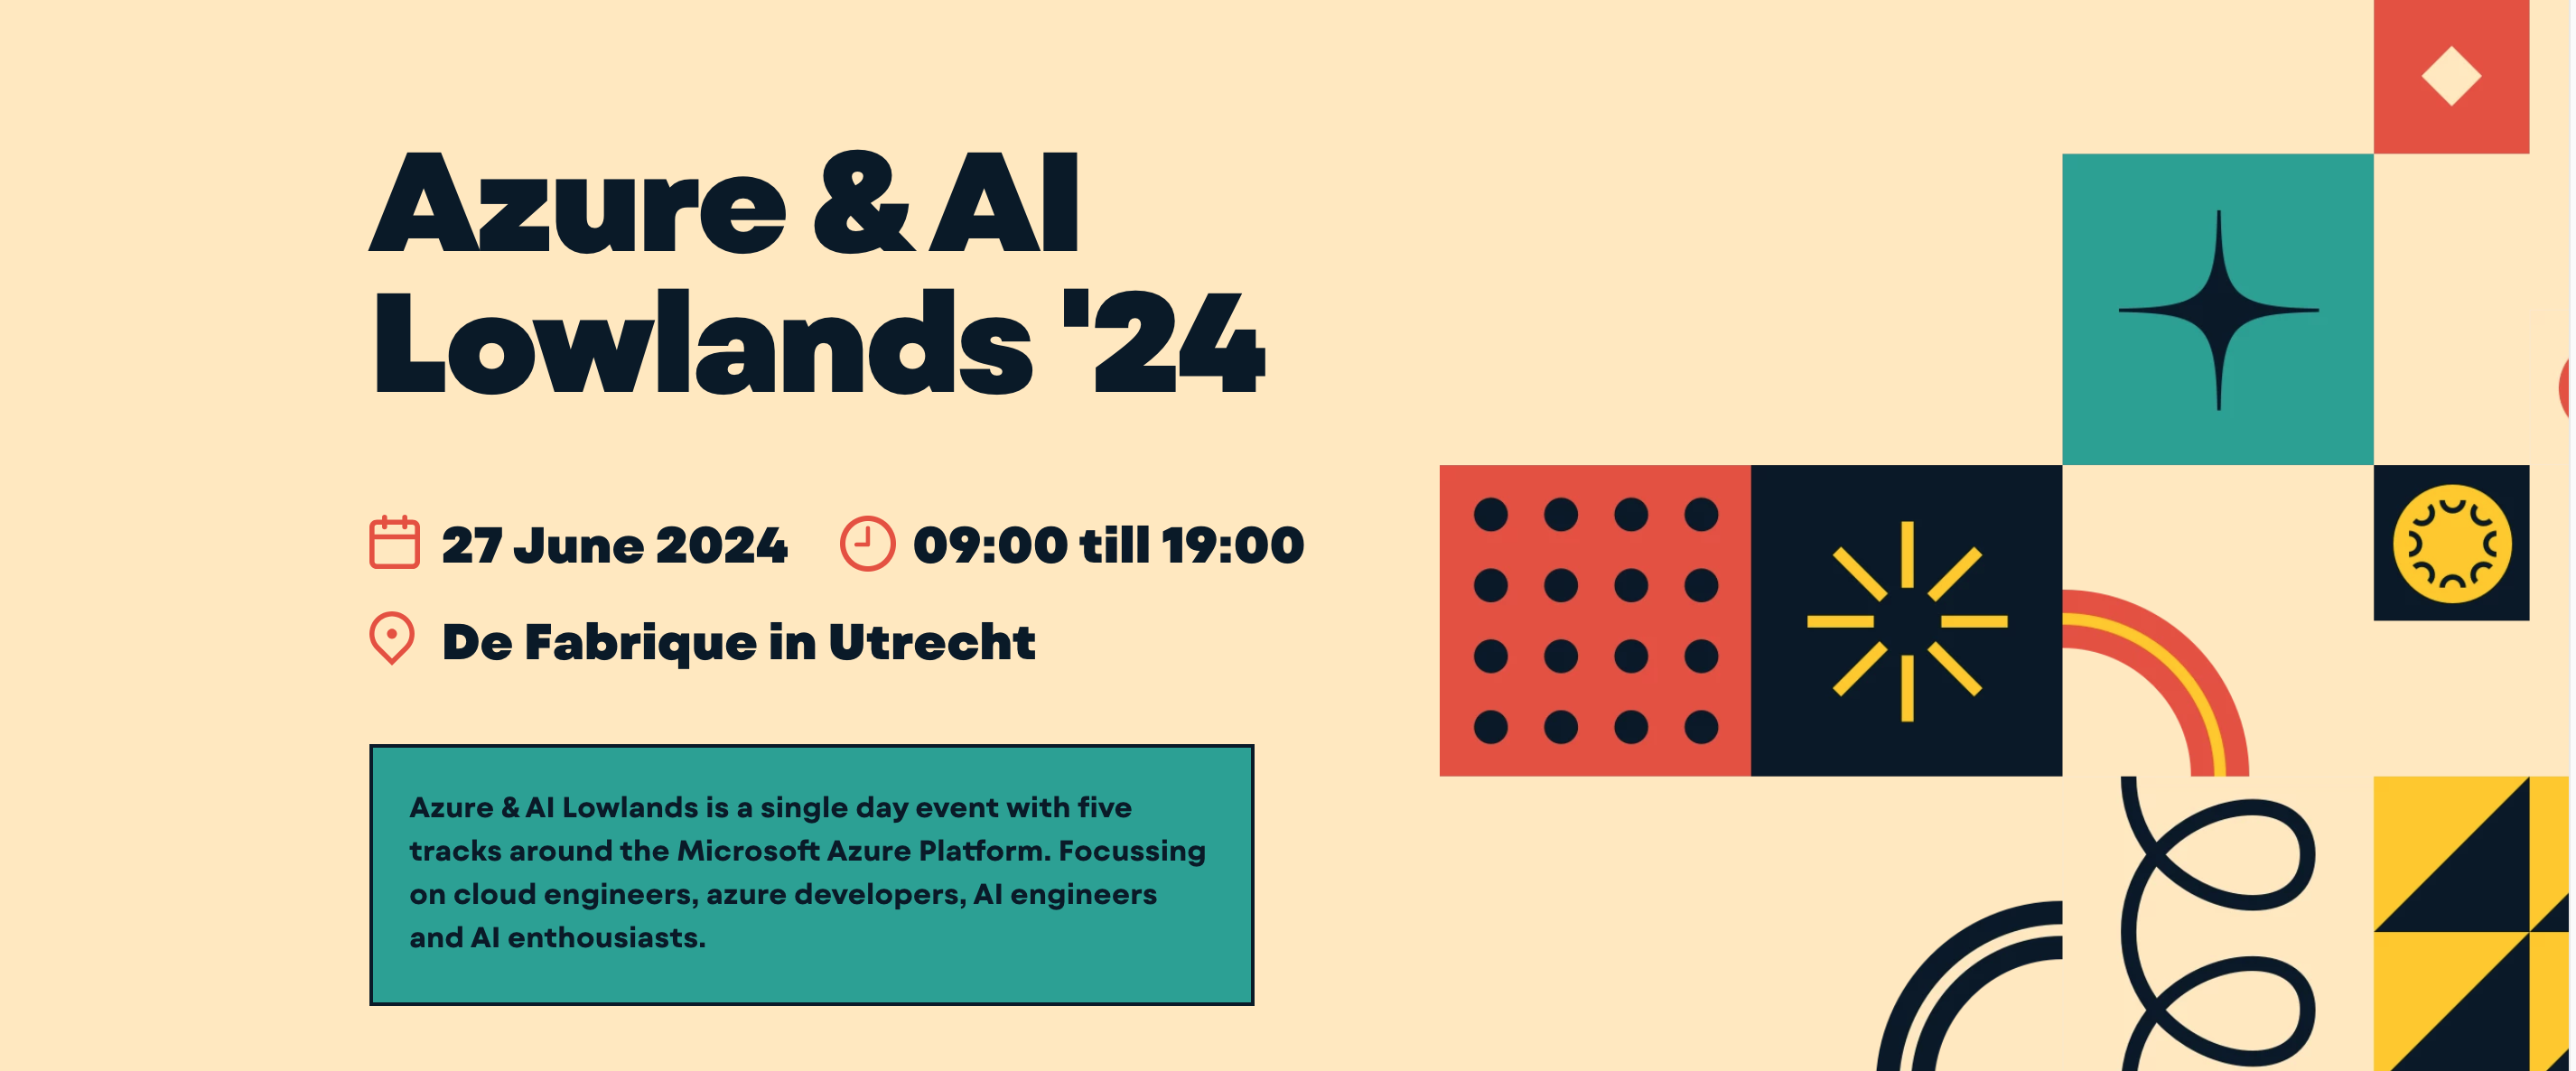 Azure & AI
Lowlands '24
27 June 2024 09:00 till 19:00
De Fabrique in Utrecht
Azure & AI Lowlands is a single day event with five
tracks around the Microsoft Azure Platform. Focussing
on cloud engineers, azure developers, AI engineers
and AI enthousiasts.